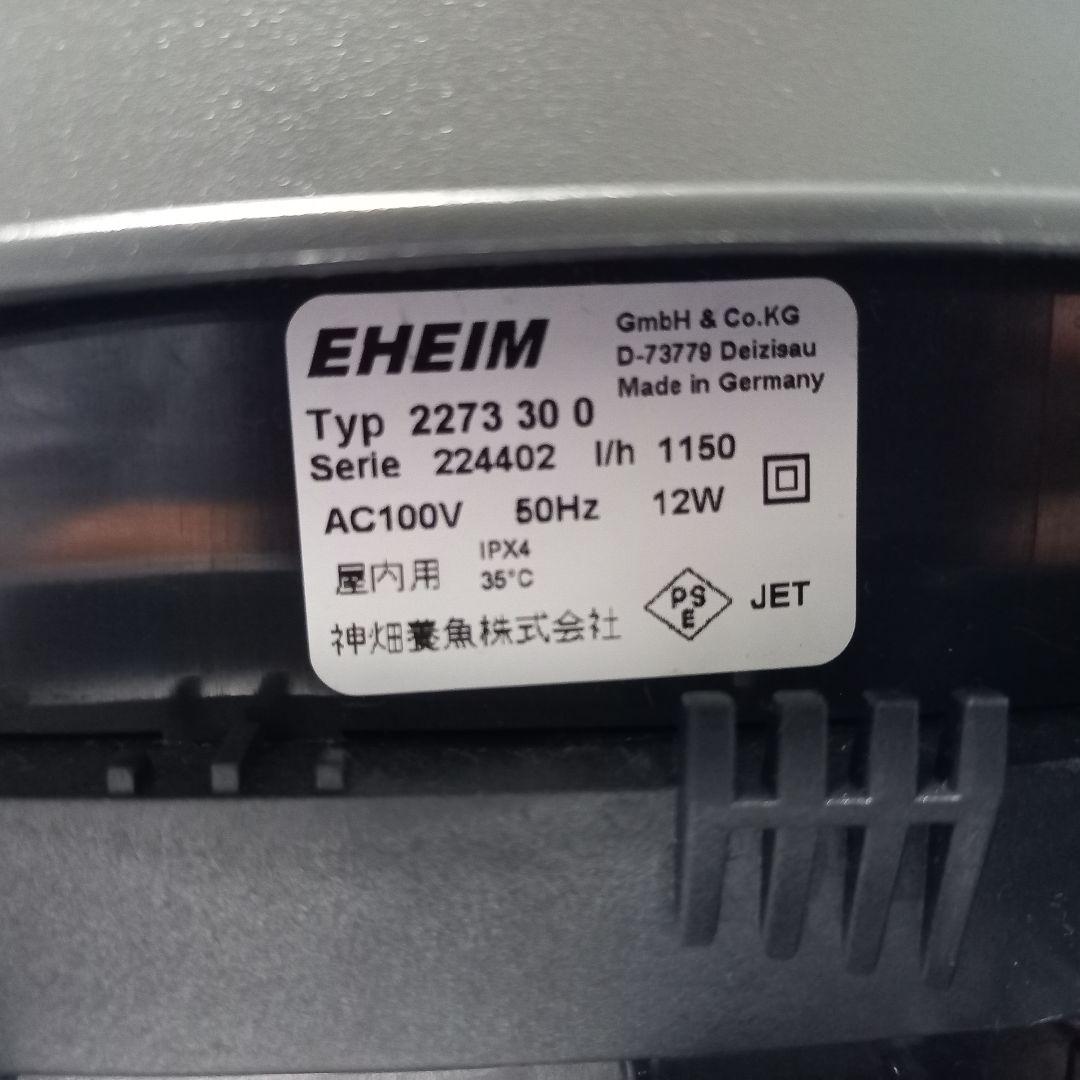 EHEIM
GmbH & Co.KG
D-73779 Deizisau
Made in Germany
Typ 2273 30 0
Serie 224402 l/h 1150
AC100V 50Hz 12W
屋内用 IPX4
35°C
神畑養魚株式会社
PS
E
JET